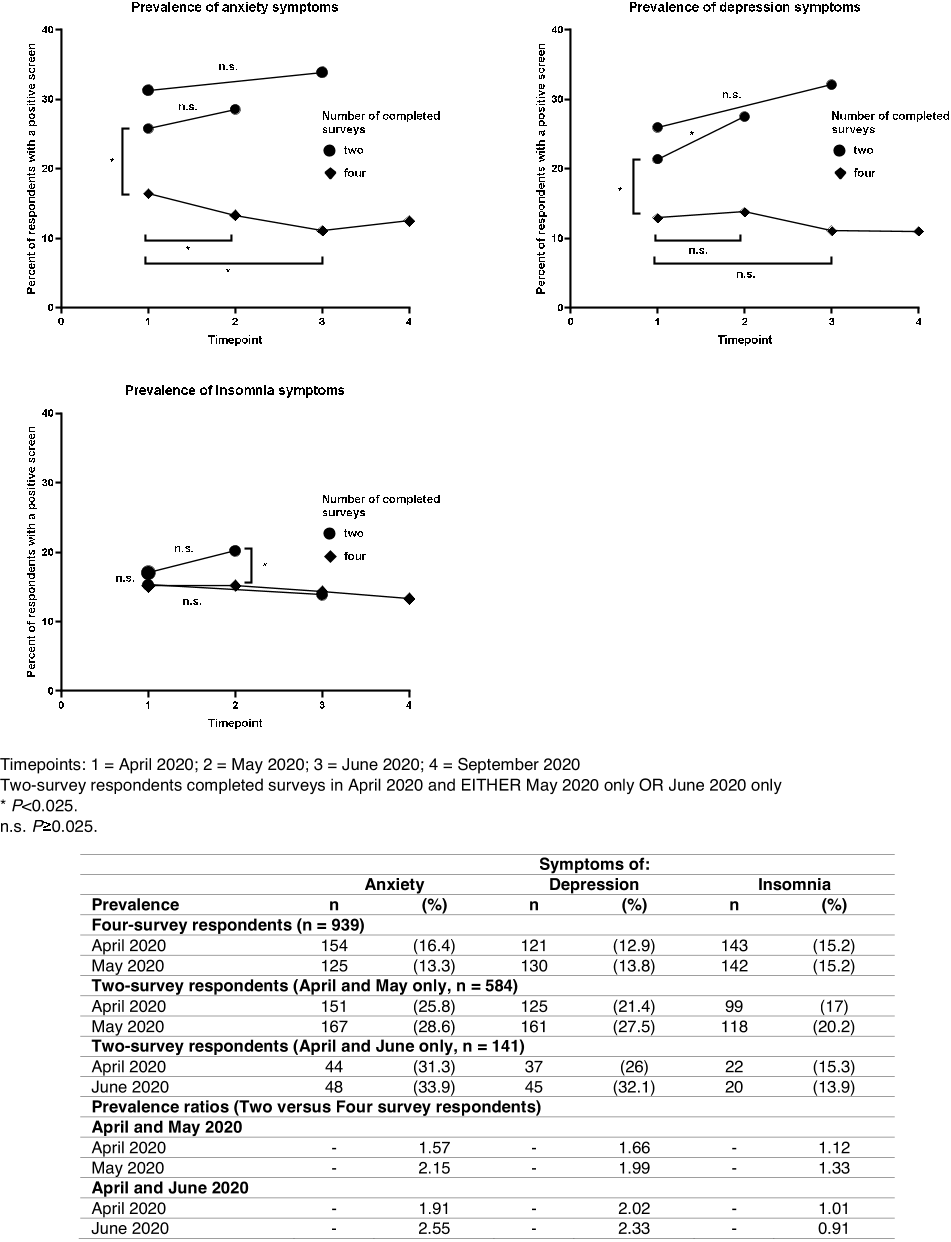 Prevalence of anxiety symptoms
Percent of respondents with a positive screen
40
30
20
10
0
n.s.
n.s.
*
*
*
Number of completed
surveys
two
four
0 1 2 3 4
Timepoint
Prevalence of depression symptoms
Percent of respondents with a positive screen
40
30
20
10
0
n.s.
*
*
n.s.
n.s.
Number of completed
surveys
two
four
0 1 2 3 4
Timepoint
Prevalence of insomnia symptoms
Percent of respondents with a positive screen
40
30
20
10
0
n.s.
n.s.
n.s.
*
Number of completed
surveys
two
four
0 1 2 3 4
Timepoint
Timepoints: 1 = April 2020; 2 = May 2020; 3 = June 2020; 4 = September 2020
Two-survey respondents completed surveys in April 2020 and EITHER May 2020 only OR June 2020 only
* P<0.025.
n.s. P≥0.025.
Symptoms of:
Anxiety Depression Insomnia
Prevalence n (%) n (%) n (%)
Four-survey respondents (n = 939)
April 2020 154 (16.4) 121 (12.9) 143 (15.2)
May 2020 125 (13.3) 130 (13.8) 142 (15.2)
Two-survey respondents (April and May only, n = 584)
April 2020 151 (25.8) 125 (21.4) 99 (17)
May 2020 167 (28.6) 161 (27.5) 118 (20.2)
Two-survey respondents (April and June only, n = 141)
April 2020 44 (31.3) 37 (26) 22 (15.3)
June 2020 48 (33.9) 45 (32.1) 20 (13.9)
Prevalence ratios (Two versus Four survey respondents)
April and May 2020
April 2020 - 1.57 - 1.66 - 1.12
May 2020 - 2.15 - 1.99 - 1.33
April and June 2020
April 2020 - 1.91 - 2.02 - 1.01
June 2020 - 2.55 - 2.33 - 0.91